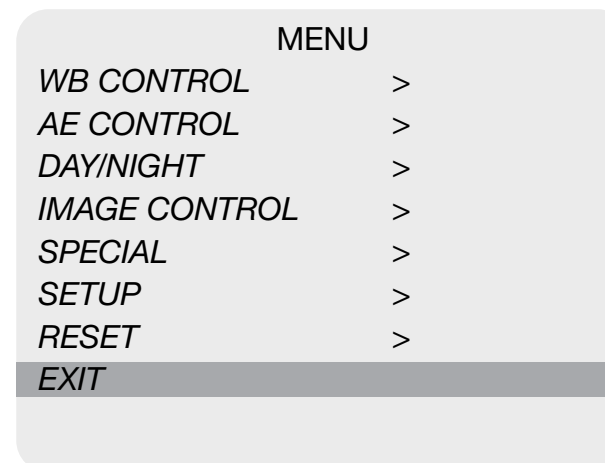 MENU
WB CONTROL >
AE CONTROL >
DAY/NIGHT >
IMAGE CONTROL >
SPECIAL >
SETUP >
RESET >
EXIT